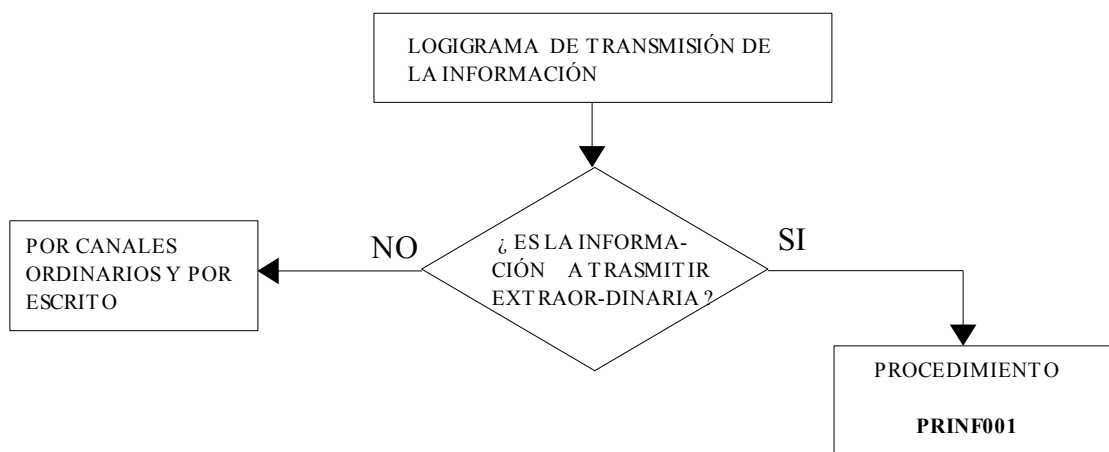 LOGIGRAMA DE TRANSMISIÓN DE
LA INFORMACIÓN
NO
SI
¿ ES LA INFORMA-
CIÓN A TRASMITIR
EXTRAOR-DINARIA ?
POR CANALES
ORDINARIOS Y POR
ESCRITO
PROCEDIMIENTO
PRINF001